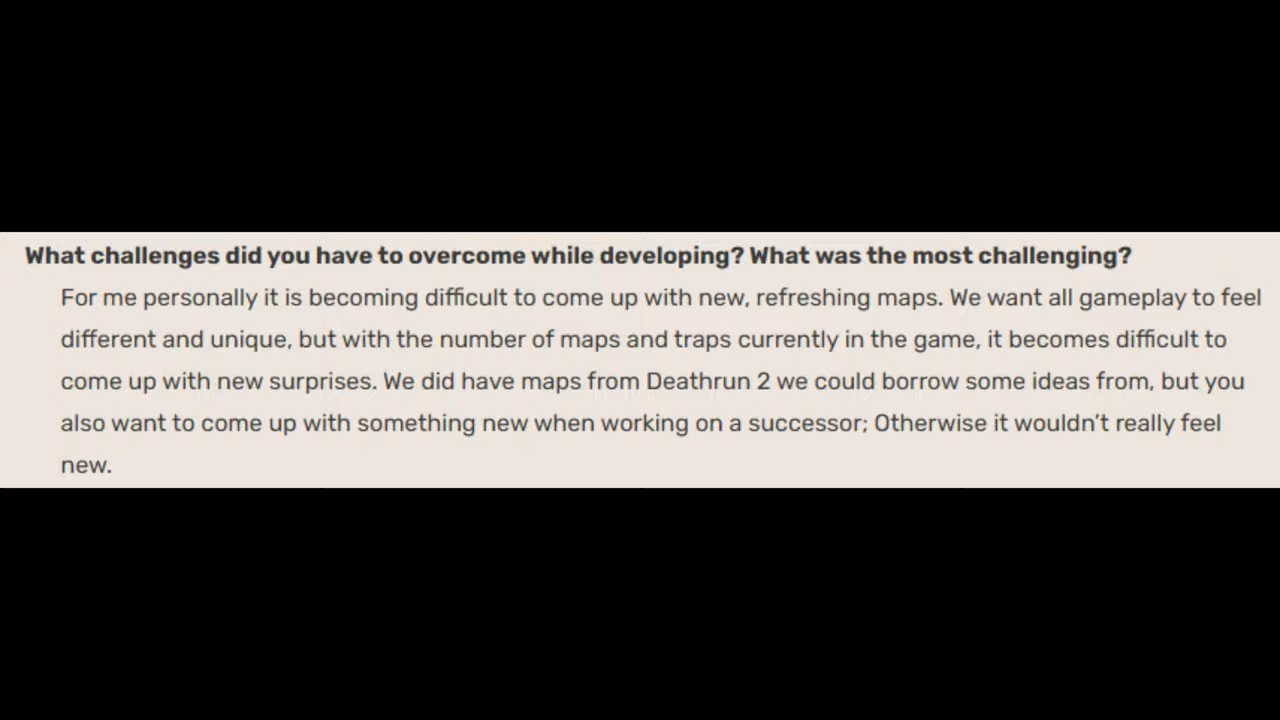 What challenges did you have to overcome while developing? What was the most challenging?
For me personally it is becoming difficult to come up with new, refreshing maps. We want all gameplay to feel
different and unique, but with the number of maps and traps currently in the game, it becomes difficult to
come up with new surprises. We did have maps from Deathrun 2 we could borrow some ideas from, but you
also want to come up with something new when working on a successor; Otherwise it wouldn’t really feel
new.